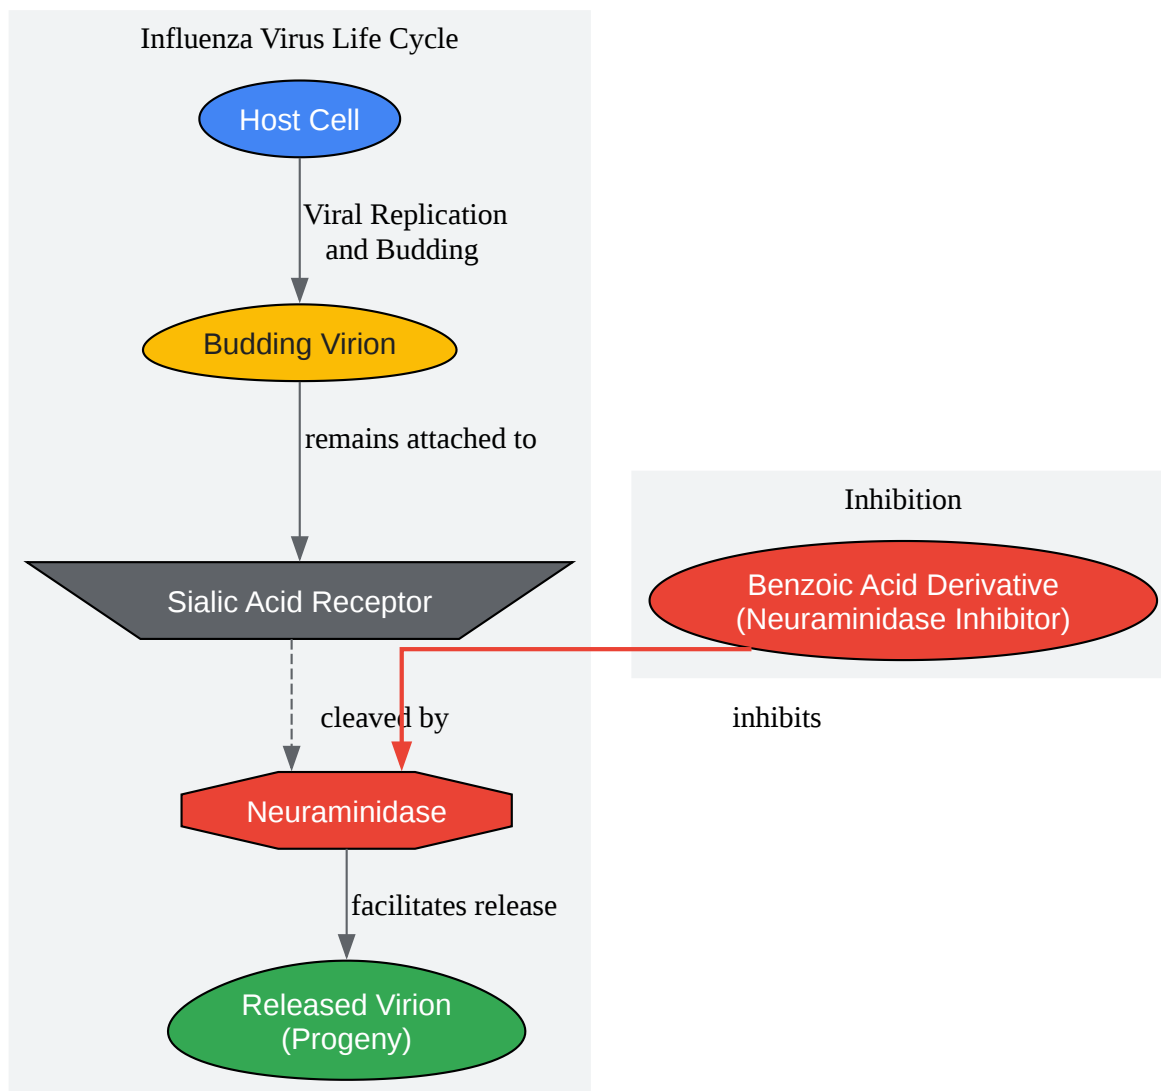 Influenza Virus Life Cycle
Host Cell
Viral Replication
and Budding
Budding Virion
remains attached to
Inhibition
Benzoic Acid Derivative
(Neuraminidase Inhibitor)
Sialic Acid Receptor
cleaved by
inhibits
Neuraminidase
facilitates release
Released Virion
(Progeny)